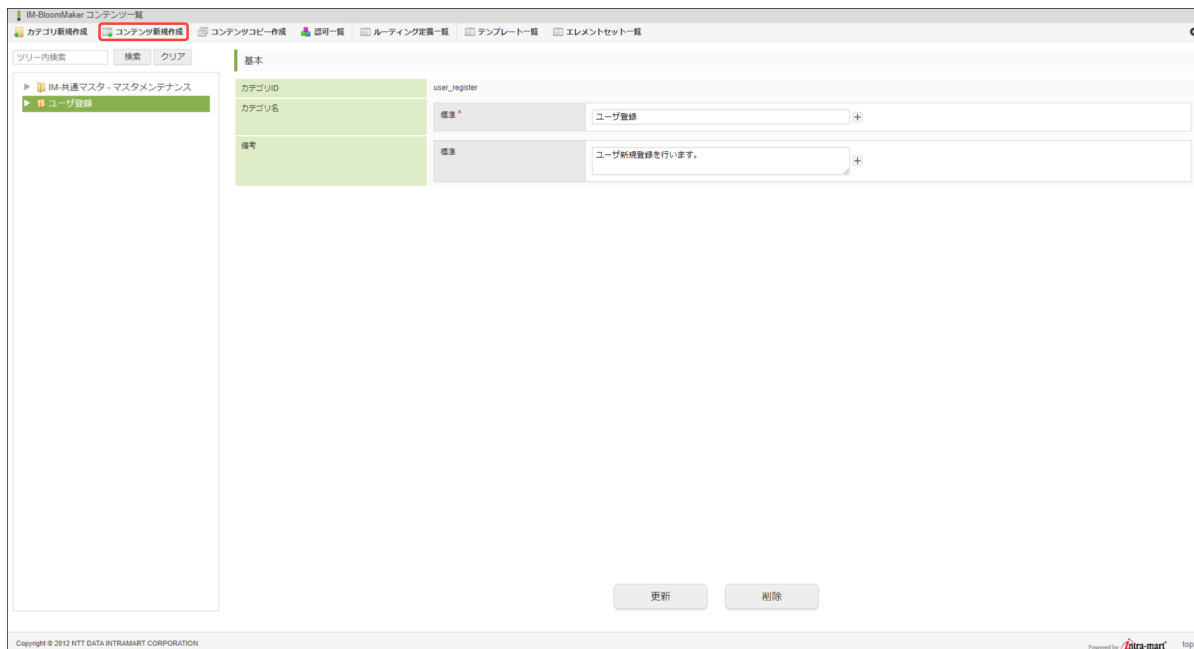 IM-BloomMaker コンテンツ一覧
カテゴリ新規作成 コンテンツ新規作成 コンテンツコピー作成 認可一覧 ルーティング定義一覧 テンプレート一覧 エレメントセット一覧
ツリー内検索 検索 クリア
基本
IM-共通マスタ - マスタメンテナンス
ユーザ登録
カテゴリID user_register
カテゴリ名 標準 * ユーザ登録
備考 標準 ユーザ新規登録を行います。
更新 削除
Copyright © 2012 NTT DATA INTRAMART CORPORATION
Powered by intra-mart top